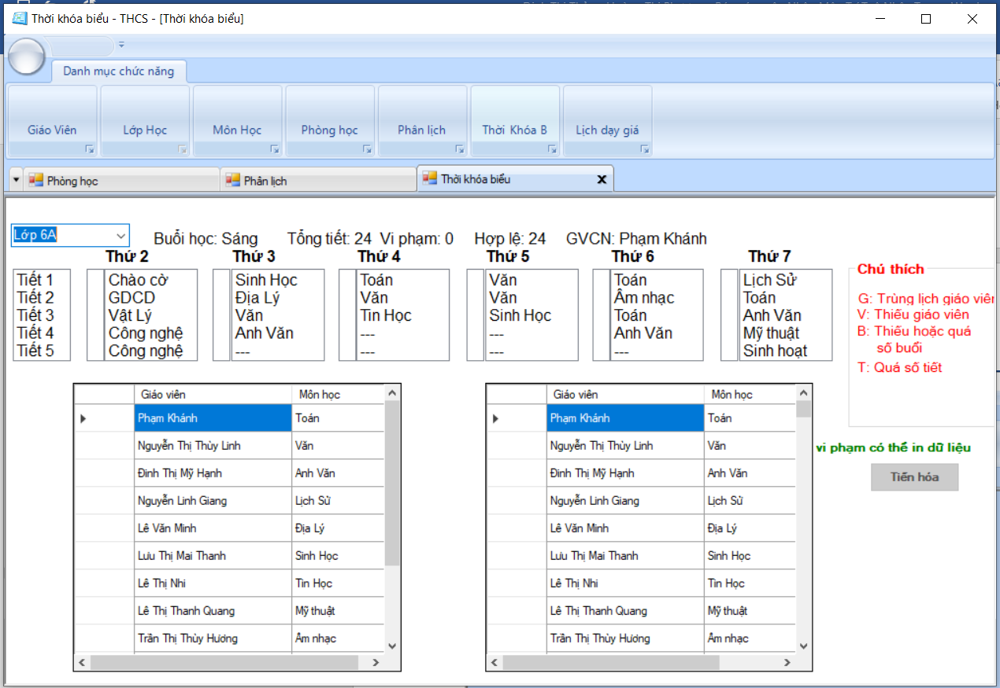 Thời khóa biểu - THCS - [Thời khóa biểu]
Danh mục chức năng
Giáo Viên Lớp Học Môn Học Phòng học Phân lịch Thời Khóa B Lịch dạy giá
Phòng học Phân lịch Thời khóa biểu
Lớp 6A Buổi học: Sáng Tổng tiết: 24 Vi phạm: 0 Hợp lệ: 24 GVCN: Phạm Khánh
Thứ 2 Thứ 3 Thứ 4 Thứ 5 Thứ 6 Thứ 7
Tiết 1 Chào cờ Sinh Học Toán Văn Toán Lịch Sử
Tiết 2 GDCD Địa Lý Văn Văn Âm nhạc Toán
Tiết 3 Vật Lý Văn Tin Học Sinh Học Toán Anh Văn
Tiết 4 Công nghệ Anh Văn --- --- Anh Văn Mỹ thuật
Tiết 5 Công nghệ --- --- --- --- Sinh hoạt
Chú thích
G: Trùng lịch giáo viên
V: Thiếu giáo viên
B: Thiếu hoặc quá
số buổi
T: Quá số tiết
Giáo viên Môn học
Phạm Khánh Toán
Nguyễn Thị Thùy Linh Văn
Đinh Thị Mỹ Hạnh Anh Văn
Nguyễn Linh Giang Lịch Sử
Lê Văn Minh Địa Lý
Lưu Thị Mai Thanh Sinh Học
Lê Thị Nhi Tin Học
Lê Thị Thanh Quang Mỹ thuật
Trần Thị Thùy Hương Âm nhạc
Giáo viên Môn học
Phạm Khánh Toán
Nguyễn Thị Thùy Linh Văn
Đinh Thị Mỹ Hạnh Anh Văn
Nguyễn Linh Giang Lịch Sử
Lê Văn Minh Địa Lý
Lưu Thị Mai Thanh Sinh Học
Lê Thị Nhi Tin Học
Lê Thị Thanh Quang Mỹ thuật
Trần Thị Thùy Hương Âm nhạc
vi phạm có thể in dữ liệu
Tiến hóa